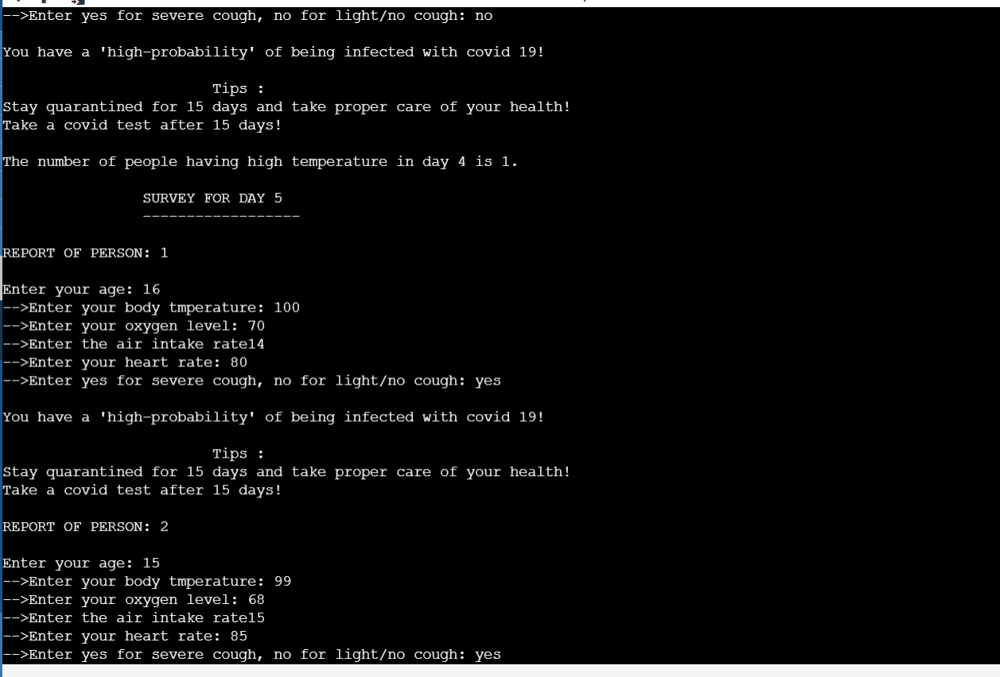 -->Enter yes for severe cough, no for light/no cough: no
You have a 'high-probability' of being infected with covid 19!
Tips :
Stay quarantined for 15 days and take proper care of your health!
Take a covid test after 15 days!
The number of people having high temperature in day 4 is 1.
SURVEY FOR DAY 5
------------------
REPORT OF PERSON: 1
Enter your age: 16
-->Enter your body tmperature: 100
-->Enter your oxygen level: 70
-->Enter the air intake rate14
-->Enter your heart rate: 80
-->Enter yes for severe cough, no for light/no cough: yes
You have a 'high-probability' of being infected with covid 19!
Tips :
Stay quarantined for 15 days and take proper care of your health!
Take a covid test after 15 days!
REPORT OF PERSON: 2
Enter your age: 15
-->Enter your body tmperature: 99
-->Enter your oxygen level: 68
-->Enter the air intake rate15
-->Enter your heart rate: 85
-->Enter yes for severe cough, no for light/no cough: yes